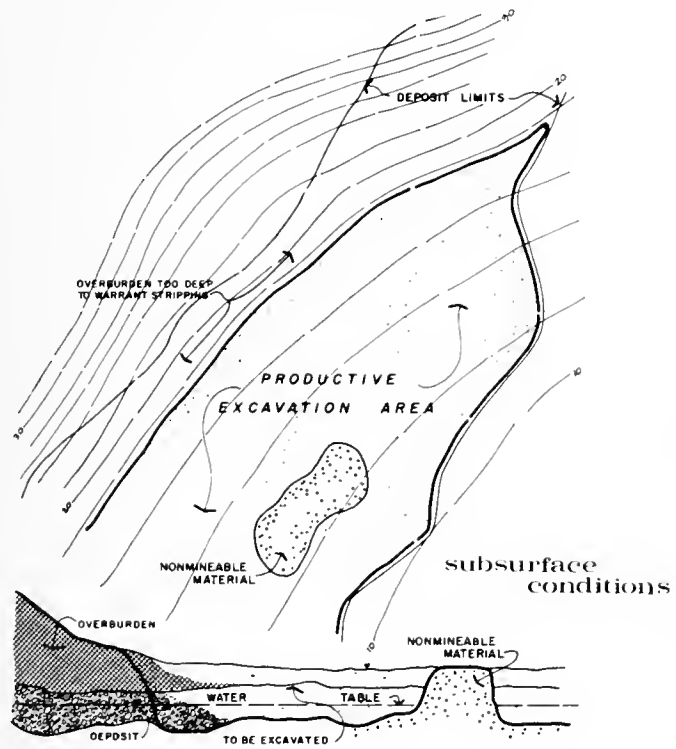 30
20
DEPOSIT LIMITS
OVERBURDEN TOO DEEP
TO WARRANT STRIPPING
PRODUCTIVE
EXCAVATION AREA
10
30
20
NONMINEABLE
MATERIAL
subsurface
conditions
10
OVERBURDEN
NONMINEABLE
MATERIAL
WATER TABLE
DEPOSIT
TO BE EXCAVATED